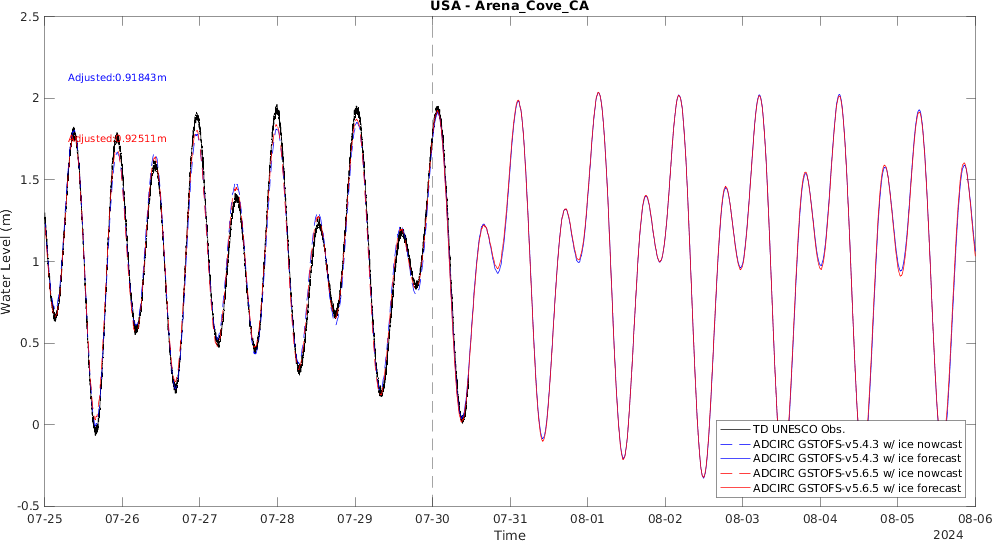 USA - Arena_Cove_CA
2.5
2
1.5
1
0.5
0
-0.5
Water Level (m)
Adjusted:0.91843m
Adjusted:0.92511m
TD UNESCO Obs.
ADCIRC GSTOFS-v5.4.3 w/ ice nowcast
ADCIRC GSTOFS-v5.4.3 w/ ice forecast
ADCIRC GSTOFS-v5.6.5 w/ ice nowcast
ADCIRC GSTOFS-v5.6.5 w/ ice forecast
07-25 07-26 07-27 07-28 07-29 07-30 07-31 08-01 08-02 08-03 08-04 08-05 08-06
Time
2024